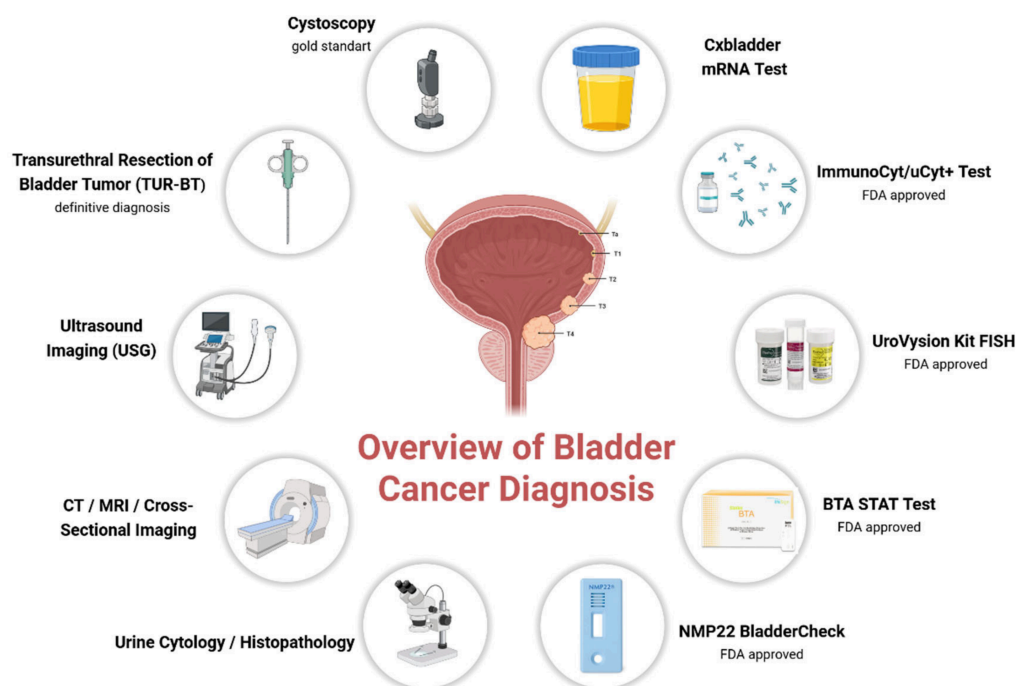 Cystoscopy
gold standart
Cxbladder
mRNA Test
Transurethral Resection of
Bladder Tumor (TUR-BT)
definitive diagnosis
ImmunoCyt/uCyt+ Test
FDA approved
Ta
T1
T2
T3
T4
Ultrasound
Imaging (USG)
UroVysion Kit FISH
FDA approved
Overview of Bladder
Cancer Diagnosis
CT / MRI / Cross-
Sectional Imaging
BTA STAT Test
FDA approved
BTA
Urine Cytology / Histopathology
NMP22®
NMP22 BladderCheck
FDA approved